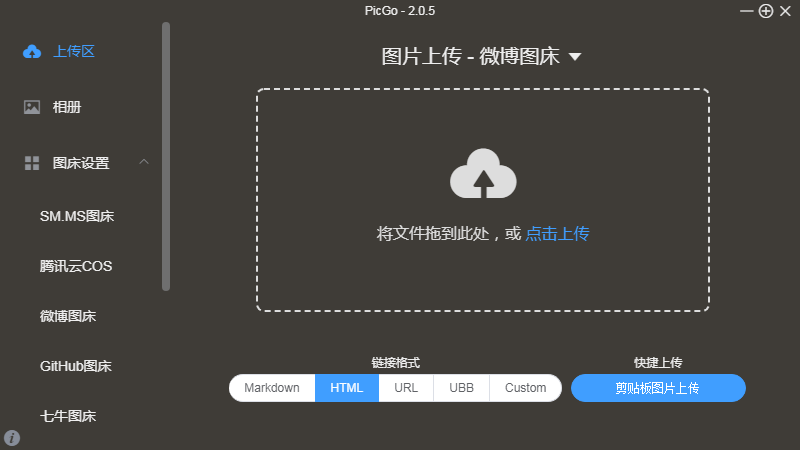 PicGo - 2.0.5
上传区
相册
图床设置
SM.MS图床
腾讯云COS
微博图床
GitHub图床
七牛图床
图片上传 - 微博图床
将文件拖到此处，或 点击上传
链接格式
Markdown HTML URL UBB Custom
快捷上传
剪贴板图片上传
i